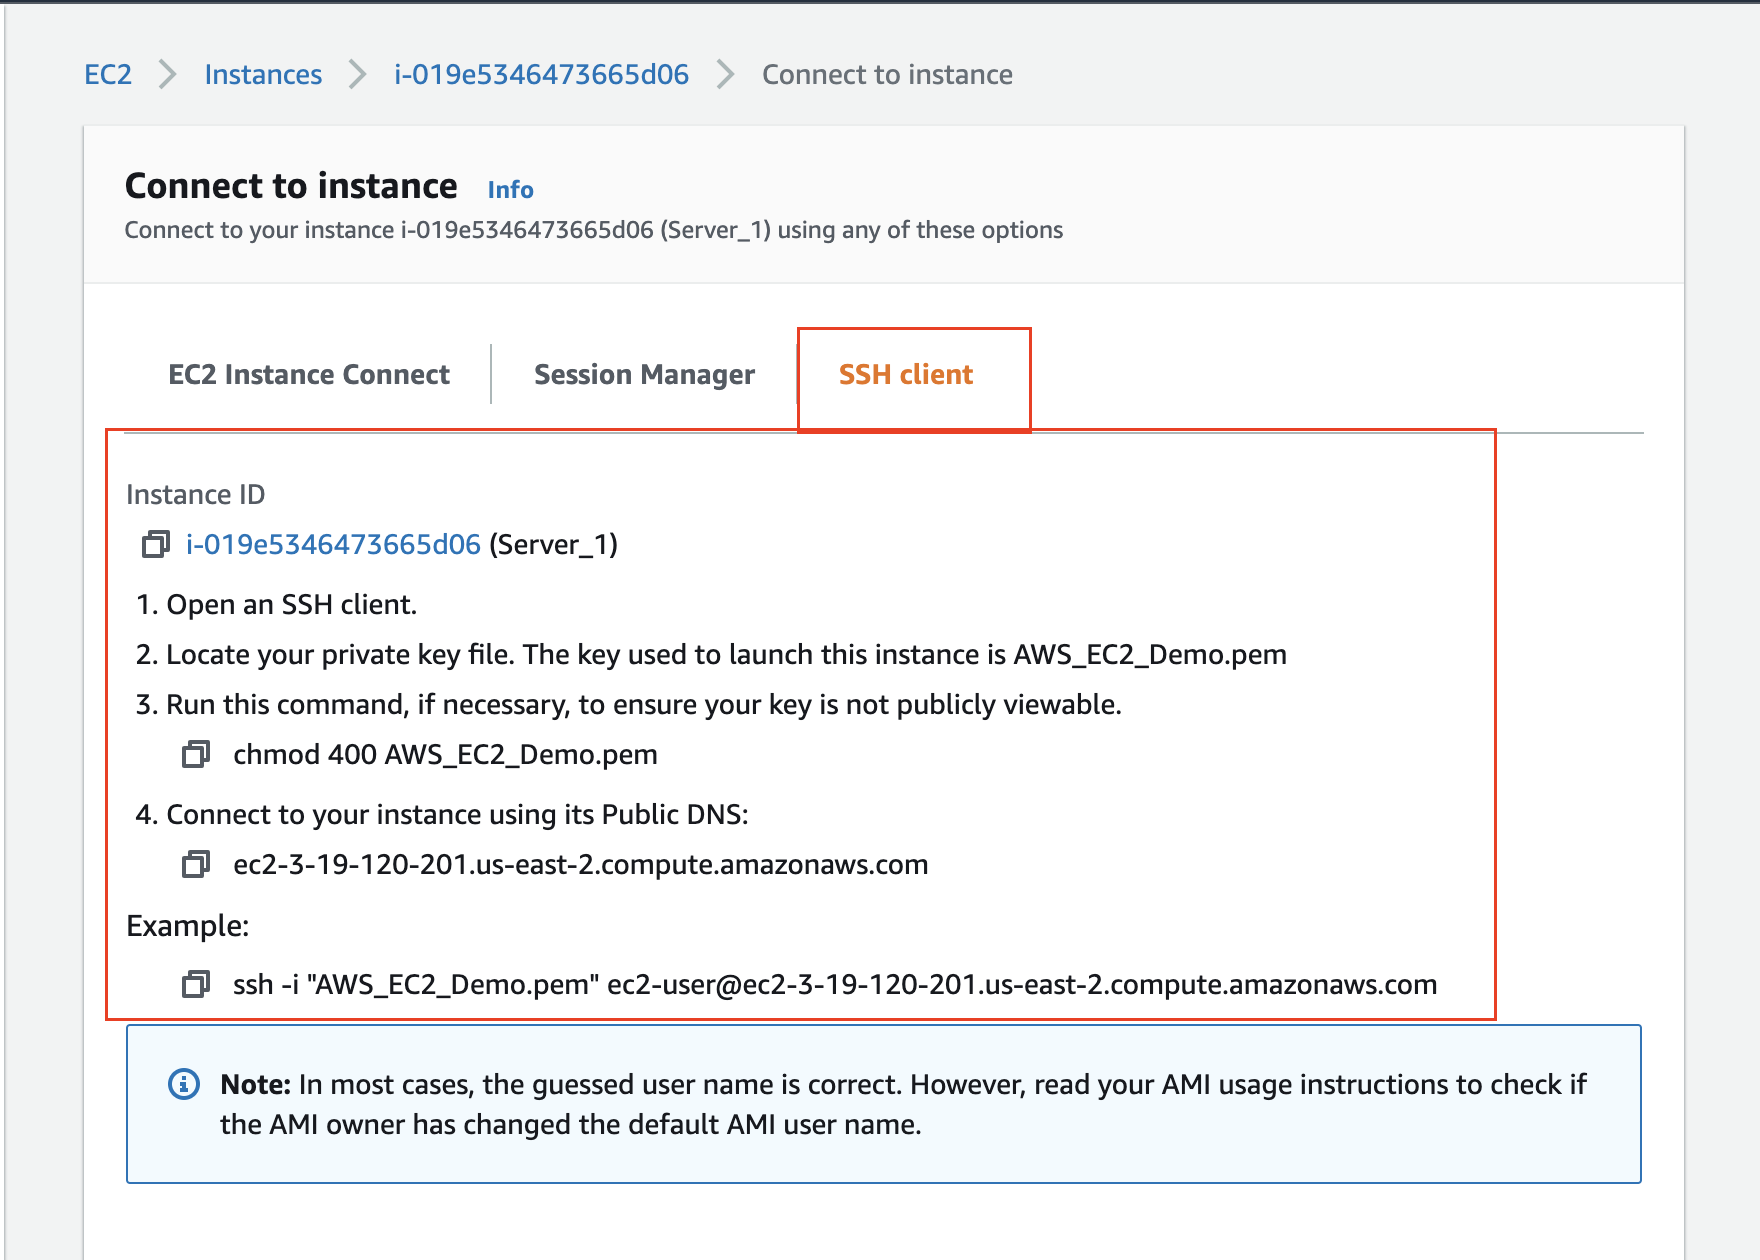 EC2 > Instances > i-019e5346473665d06 > Connect to instance
Connect to instance Info
Connect to your instance i-019e5346473665d06 (Server_1) using any of these options
EC2 Instance Connect Session Manager SSH client
Instance ID
i-019e5346473665d06 (Server_1)
1. Open an SSH client.
2. Locate your private key file. The key used to launch this instance is AWS_EC2_Demo.pem
3. Run this command, if necessary, to ensure your key is not publicly viewable.
chmod 400 AWS_EC2_Demo.pem
4. Connect to your instance using its Public DNS:
ec2-3-19-120-201.us-east-2.compute.amazonaws.com
Example:
ssh -i "AWS_EC2_Demo.pem" ec2-user@ec2-3-19-120-201.us-east-2.compute.amazonaws.com
Note: In most cases, the guessed user name is correct. However, read your AMI usage instructions to check if
the AMI owner has changed the default AMI user name.